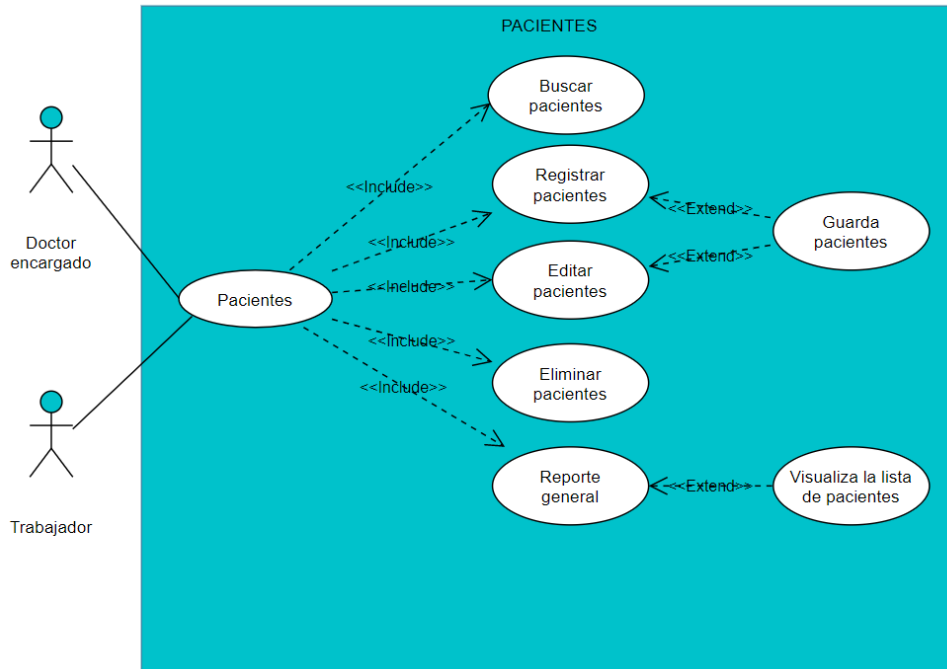 PACIENTES
Buscar
pacientes
<<Include>>
Registrar
pacientes
<<Extend>>
Guarda
pacientes
Doctor
encargado
<<Include>>
<<Extend>>
Editar
pacientes
<<Include>>
Pacientes
<<Include>>
Eliminar
pacientes
<<Include>>
Reporte
general
<<Extend>>
Visualiza la lista
de pacientes
Trabajador